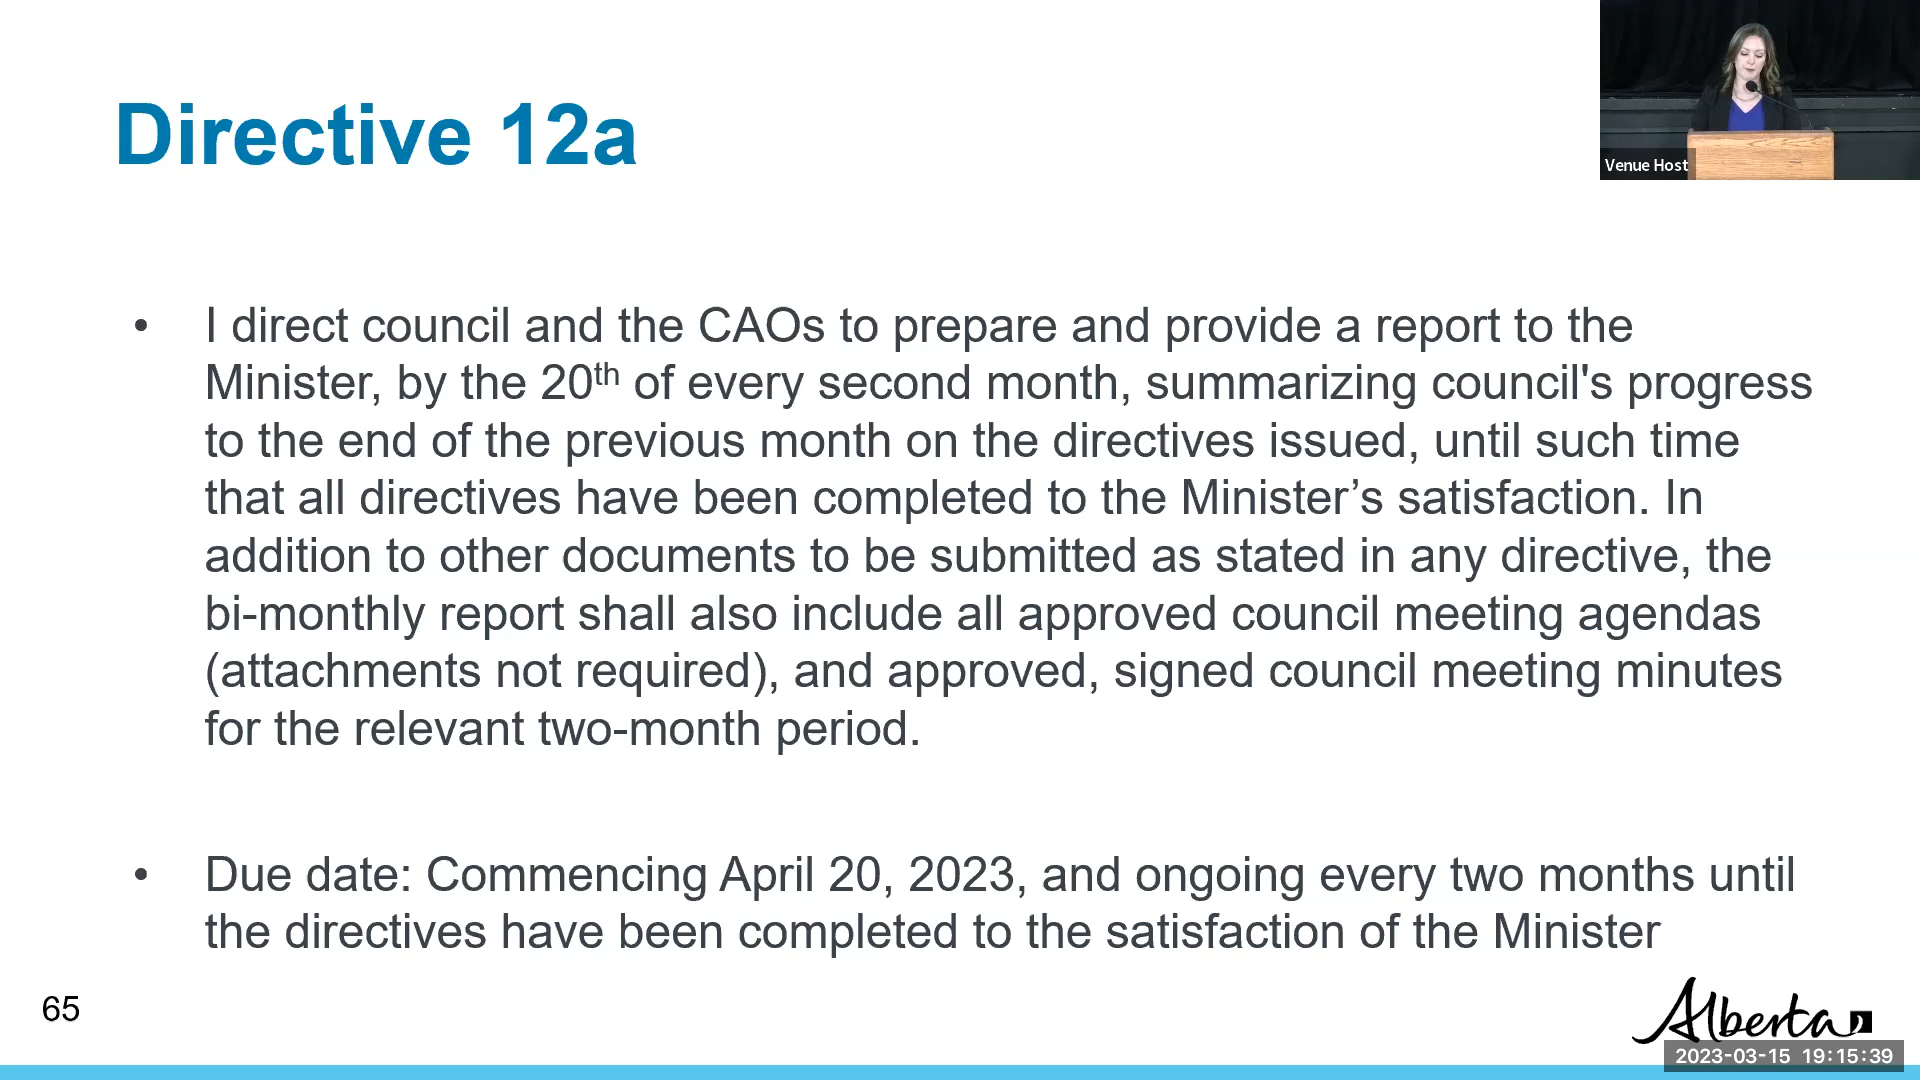 Directive 12a
Venue Host
• I direct council and the CAOs to prepare and provide a report to the
Minister, by the 20th of every second month, summarizing council's progress
to the end of the previous month on the directives issued, until such time
that all directives have been completed to the Minister’s satisfaction. In
addition to other documents to be submitted as stated in any directive, the
bi-monthly report shall also include all approved council meeting agendas
(attachments not required), and approved, signed council meeting minutes
for the relevant two-month period.
• Due date: Commencing April 20, 2023, and ongoing every two months until
the directives have been completed to the satisfaction of the Minister
65
Alberta
2023-03-15 19:15:39